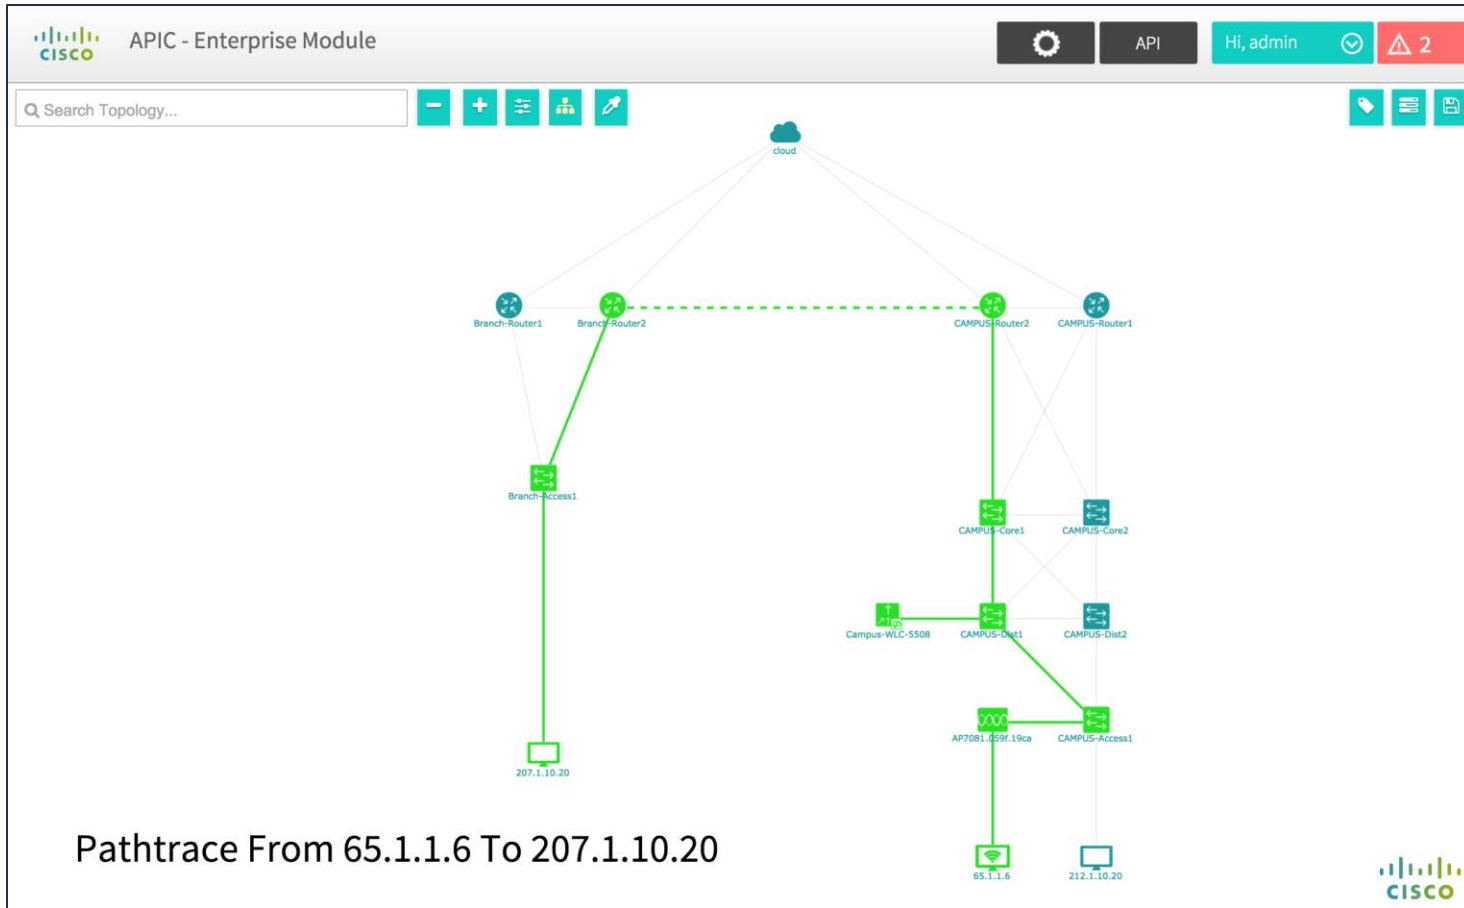 CISCO
APIC - Enterprise Module
API
Hi, admin
2
Search Topology...
cloud
Branch-Router1
Branch-Router2
CAMPUS-Router2
CAMPUS-Router1
Branch-Access1
CAMPUS-Core1
CAMPUS-Core2
Campus-WLC-5508
CAMPUS-Dist1
CAMPUS-Dist2
AP7081.059f.19ca
CAMPUS-Access1
207.1.10.20
Pathtrace From 65.1.1.6 To 207.1.10.20
65.1.1.6
212.1.10.20
CISCO